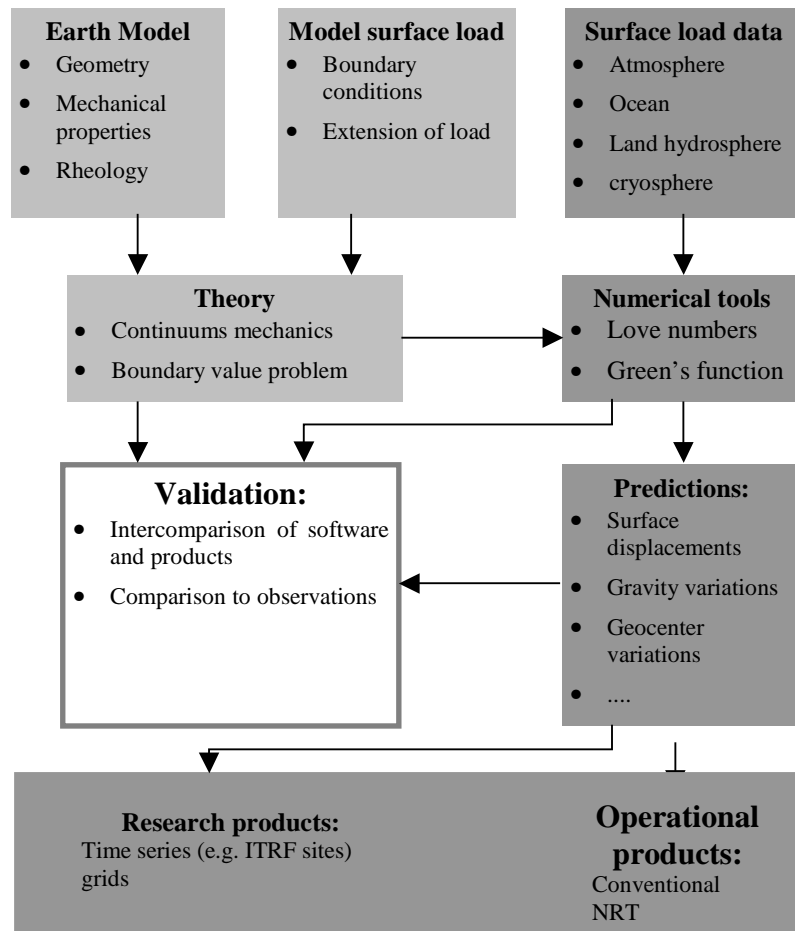 Earth Model
• Geometry
• Mechanical
properties
• Rheology
Model surface load
• Boundary
conditions
• Extension of load
Surface load data
• Atmosphere
• Ocean
• Land hydrosphere
• cryosphere
Theory
• Continuums mechanics
• Boundary value problem
Numerical tools
• Love numbers
• Green's function
Validation:
• Intercomparison of software
and products
• Comparison to observations
Predictions:
• Surface
displacements
• Gravity variations
• Geocenter
variations
• ....
Research products:
Time series (e.g. ITRF sites)
grids
Operational
products:
Conventional
NRT